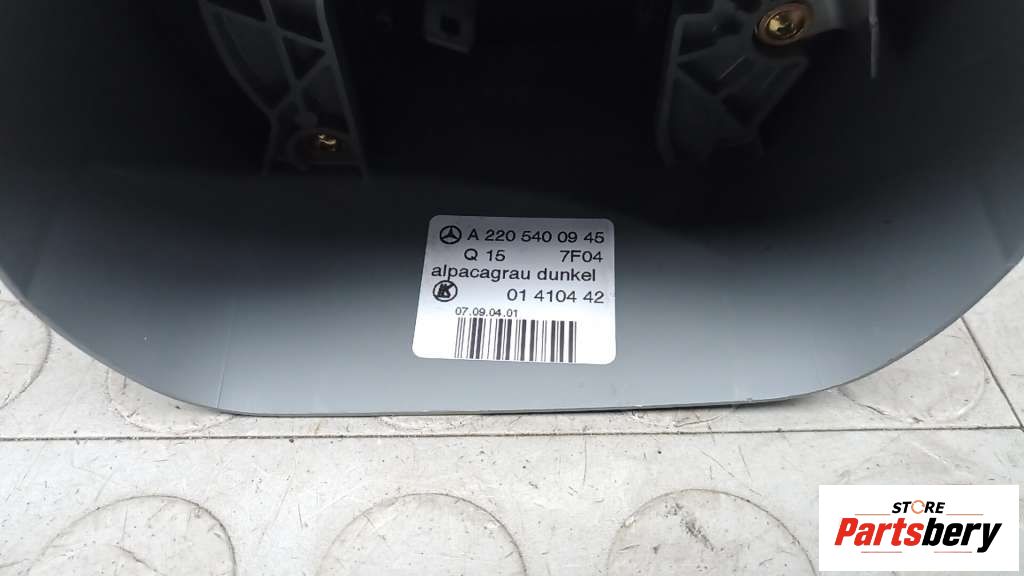 A 220 540 09 45
Q 15 7F04
alpacagrau dunkel
K 01 4104 42
07.09.04.01
STORE
Partsbery